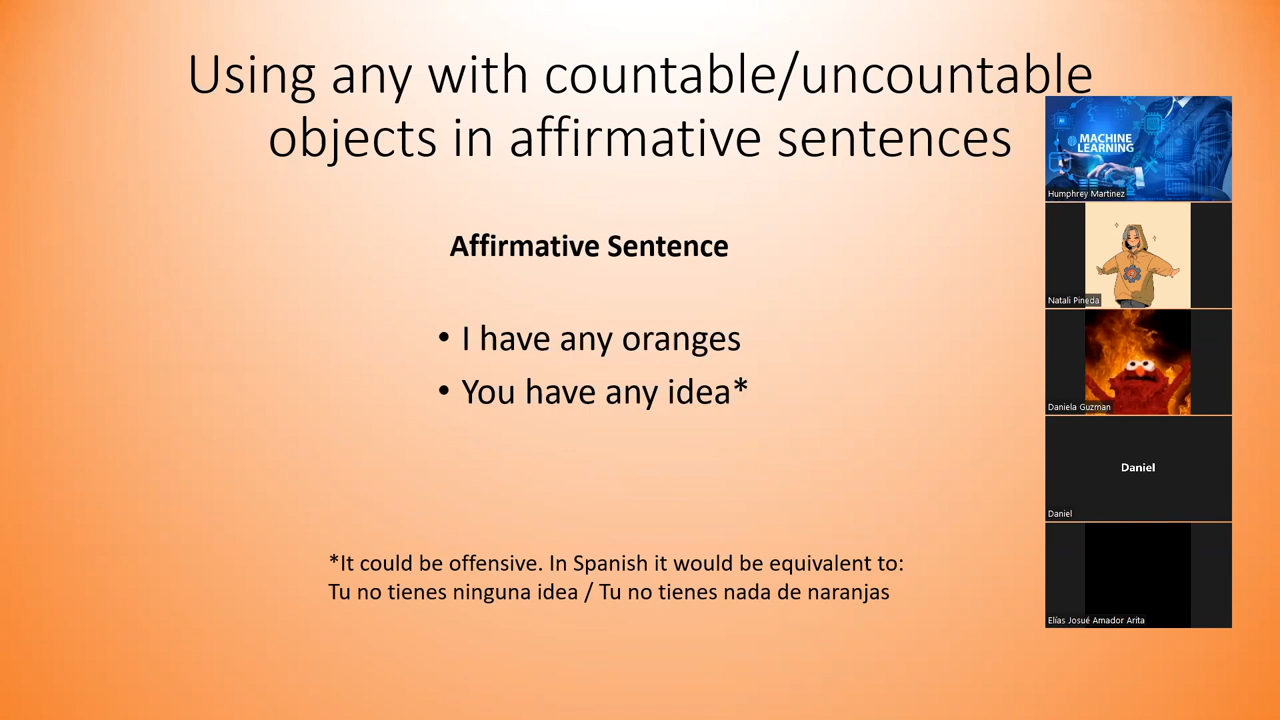 Using any with countable/uncountable
objects in affirmative sentences
Affirmative Sentence
• I have any oranges
• You have any idea*
*It could be offensive. In Spanish it would be equivalent to:
Tu no tienes ninguna idea / Tu no tienes nada de naranjas
MACHINE
LEARNING
Humphrey Martinez
Natali Pineda
Daniela Guzman
Daniel
Daniel
Elías Josué Amador Arita